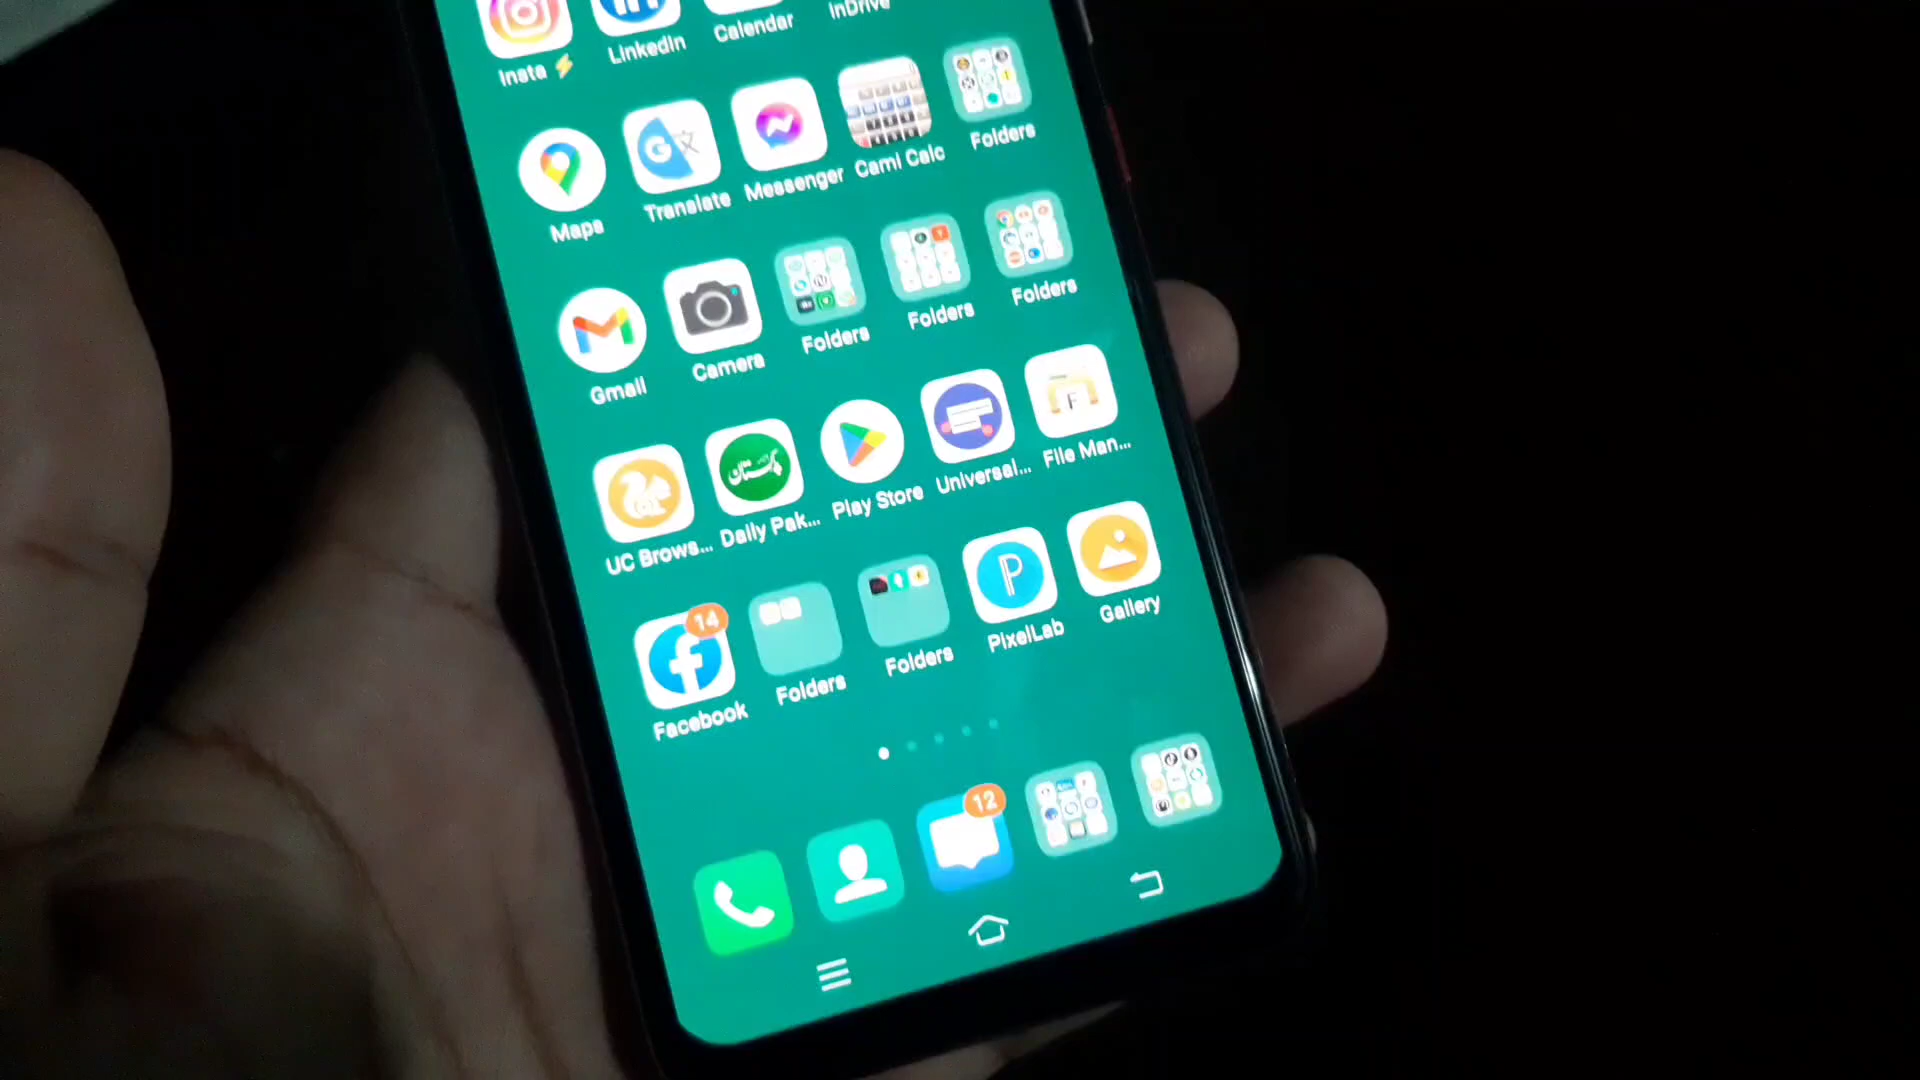 Insta ⚡
LinkedIn
Calendar
InDrive
Maps
Translate
Messenger
Cami Calc
Folders
Gmail
Camera
Folders
Folders
Folders
UC Brows...
Daily Pak...
Play Store
Universal...
File Man...
14
Facebook
Folders
Folders
PixelLab
Gallery
12